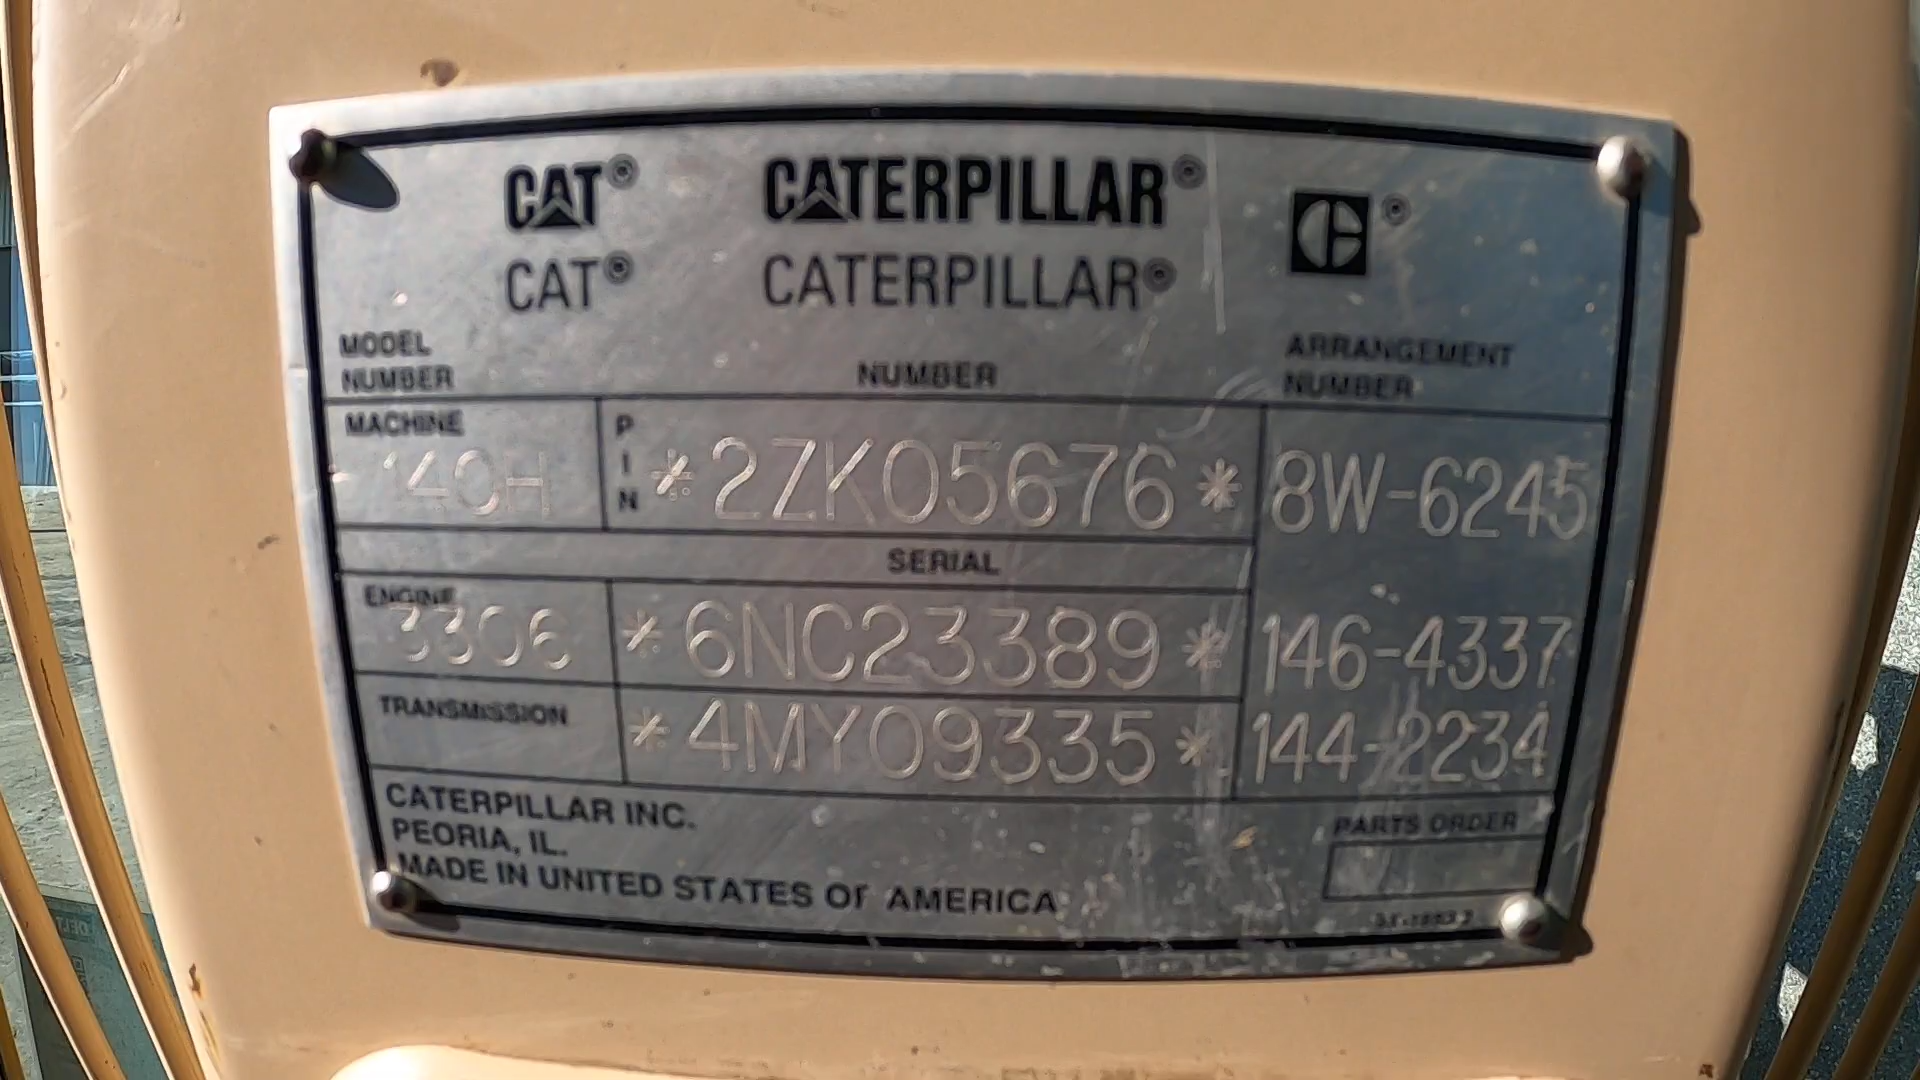 CAT® CATERPILLAR®
CAT® CATERPILLAR®
MODEL NUMBER NUMBER ARRANGEMENT NUMBER
MACHINE
140H PIN *2ZK05676* 8W-6245
SERIAL
ENGINE
3306 *6NC23389* 146-4337
TRANSMISSION *4MY09335* 144-2234
CATERPILLAR INC.
PEORIA, IL. PARTS ORDER
MADE IN UNITED STATES OF AMERICA